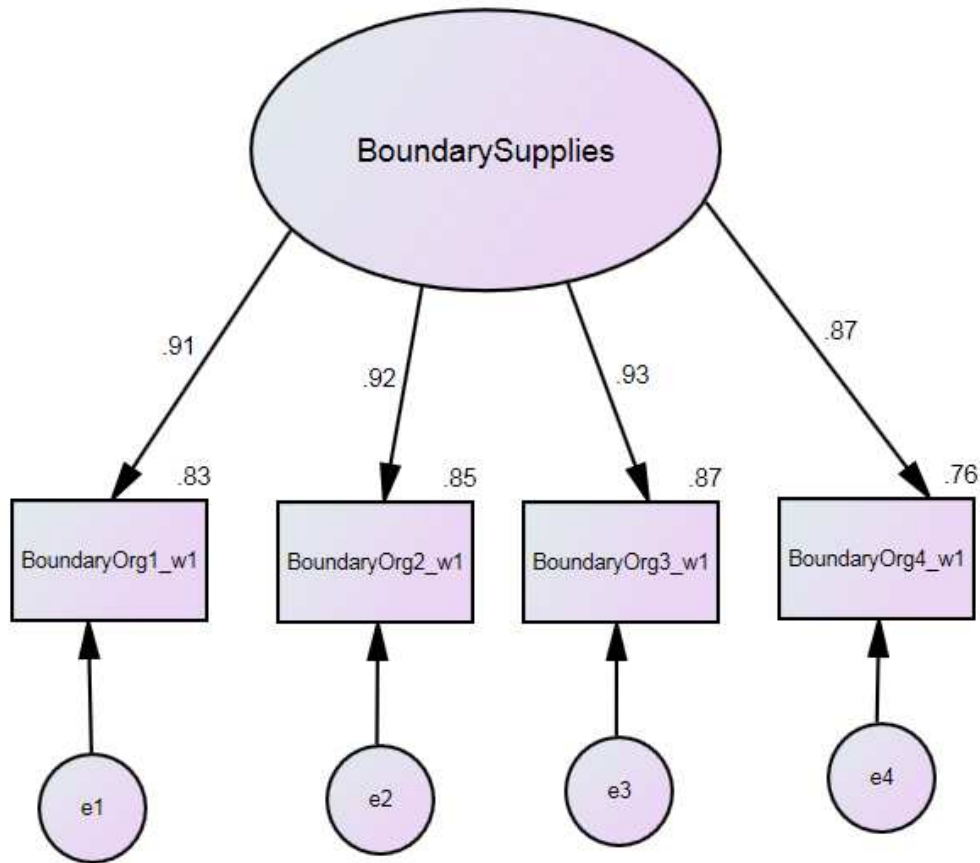 BoundarySupplies
.91
.92
.93
.87
.83
.85
.87
.76
BoundaryOrg1_w1
BoundaryOrg2_w1
BoundaryOrg3_w1
BoundaryOrg4_w1
e1
e2
e3
e4